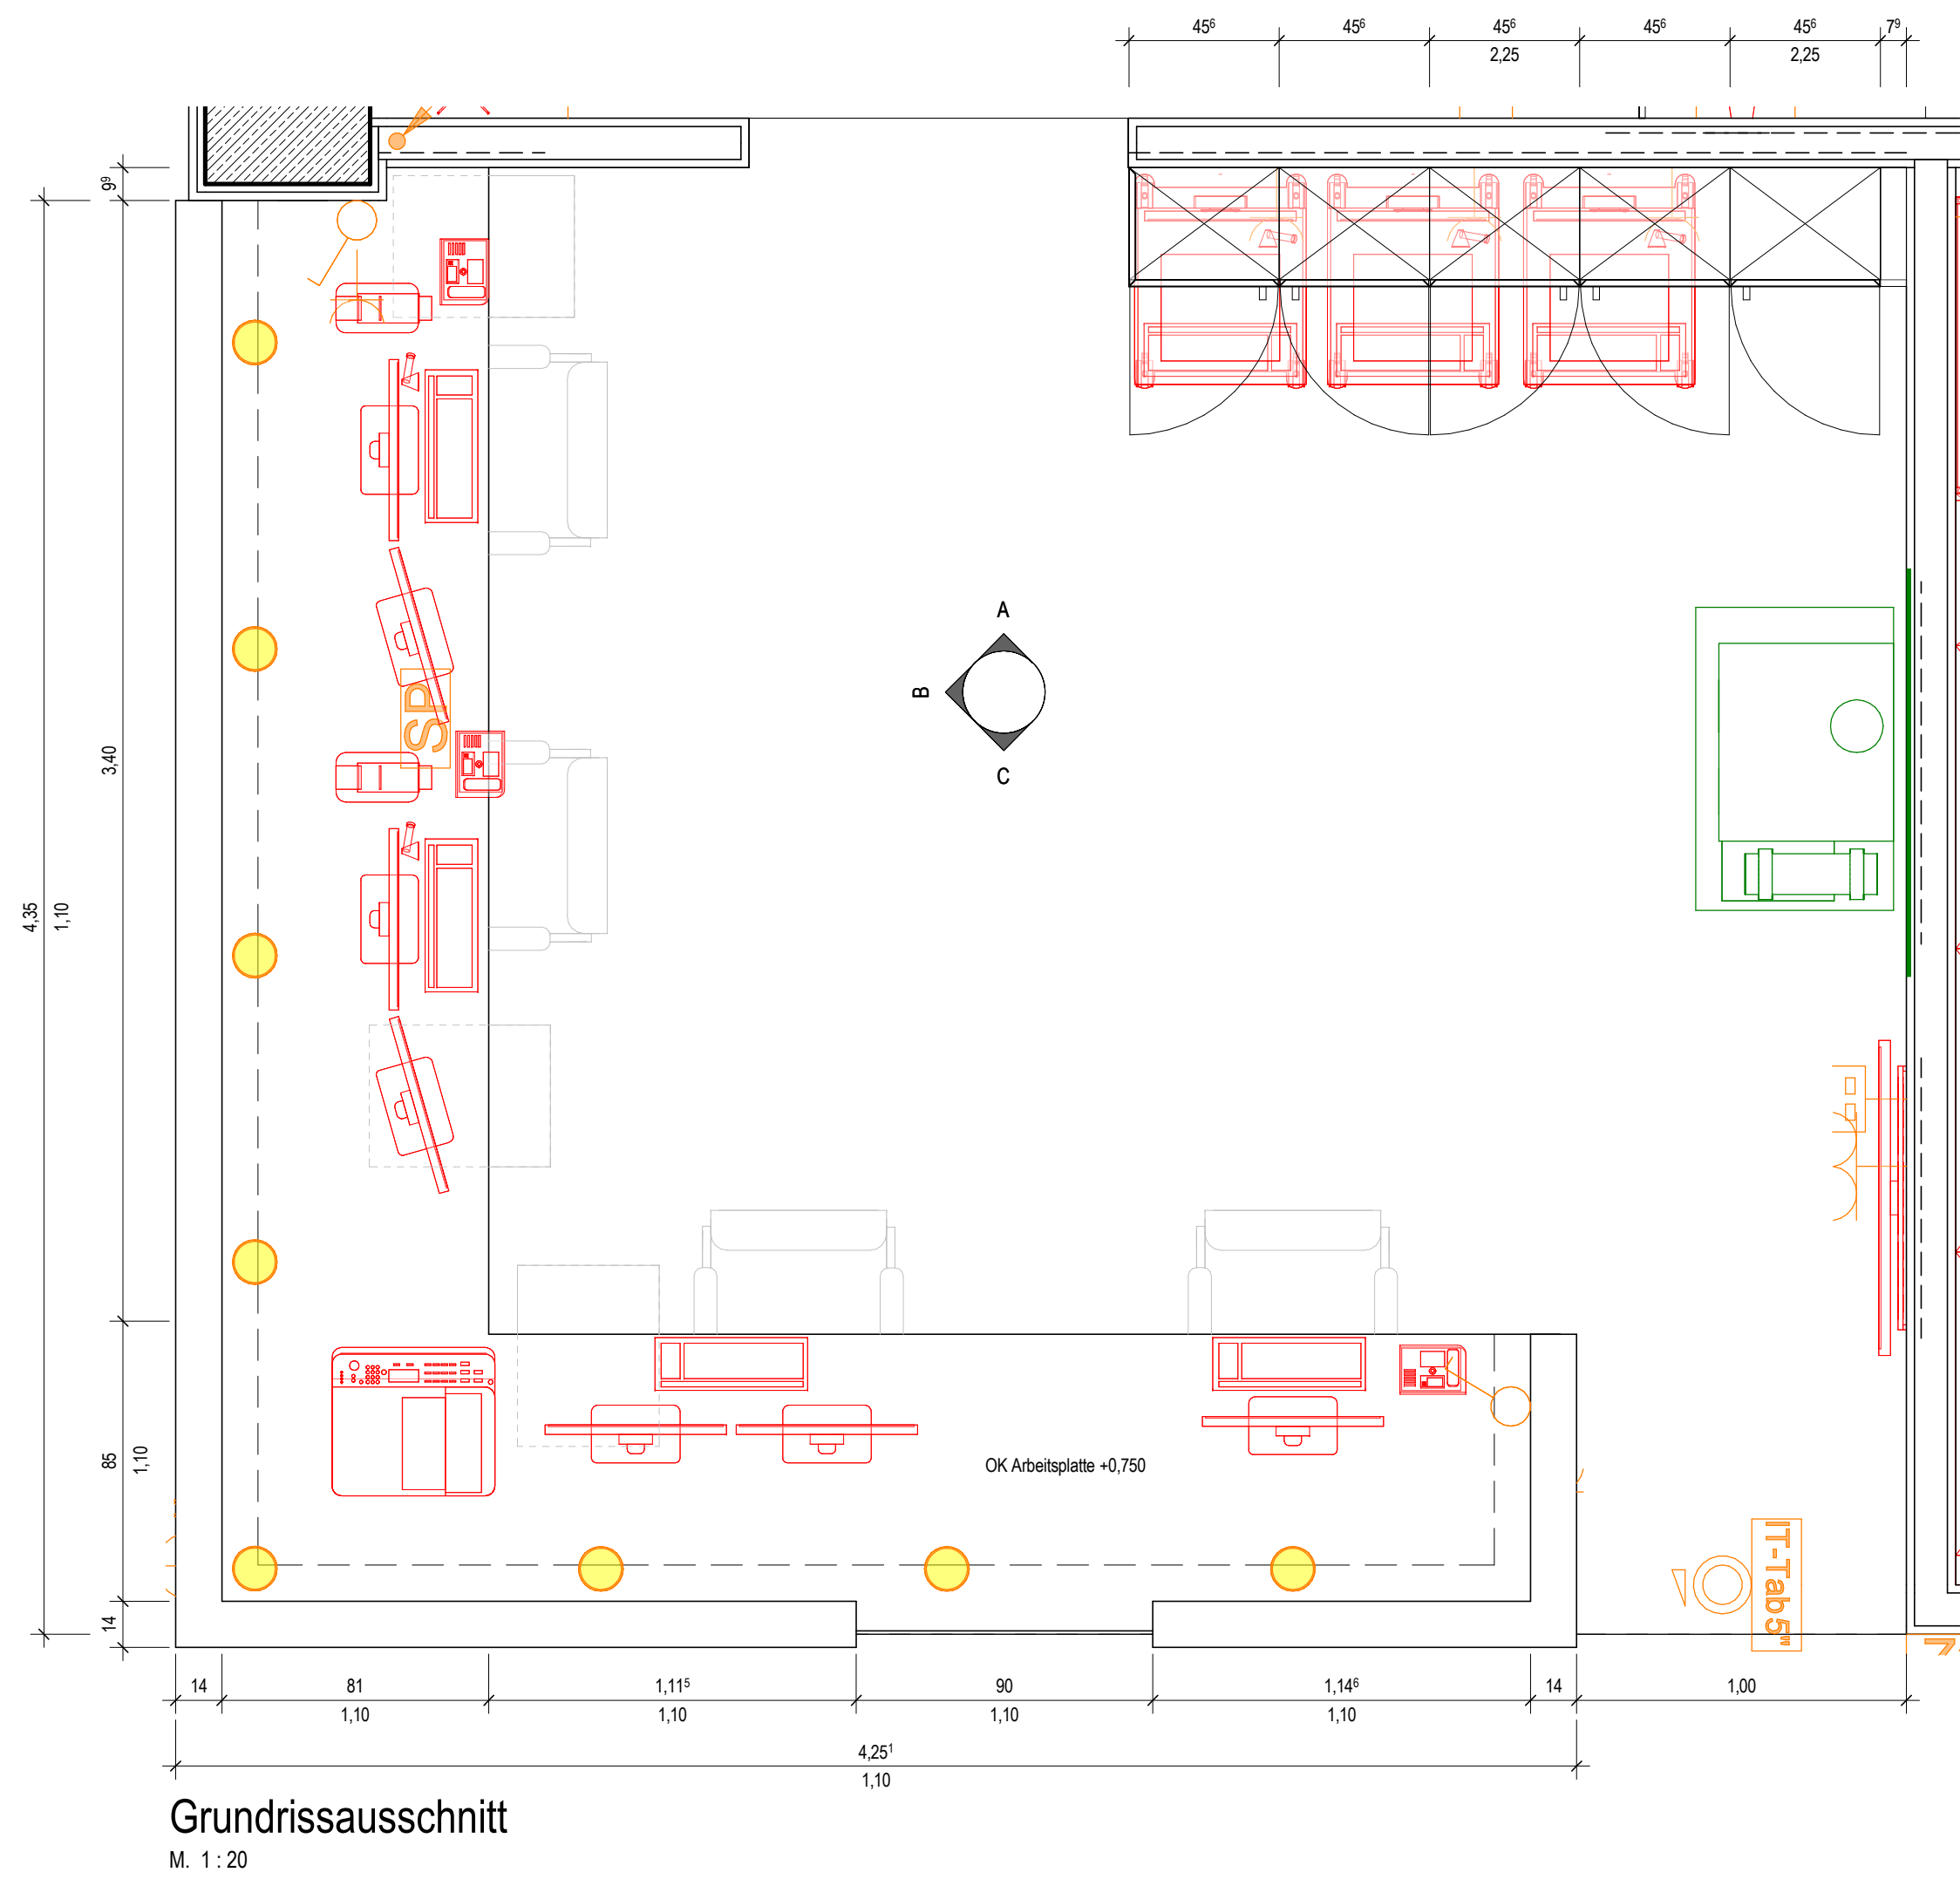 45⁶ 45⁶ 45⁶ 45⁶ 45⁶ 7⁹
2,25 2,25
9⁹
A
B
C
SP
3,40
4,35
1,10
85
1,10
14
OK Arbeitsplatte +0,750
IT-Tab5"
14 81 1,11⁵ 90 1,14⁶ 14 1,00
1,10 1,10 1,10 1,10
4,25¹
1,10
Grundrissausschnitt
M. 1 : 20